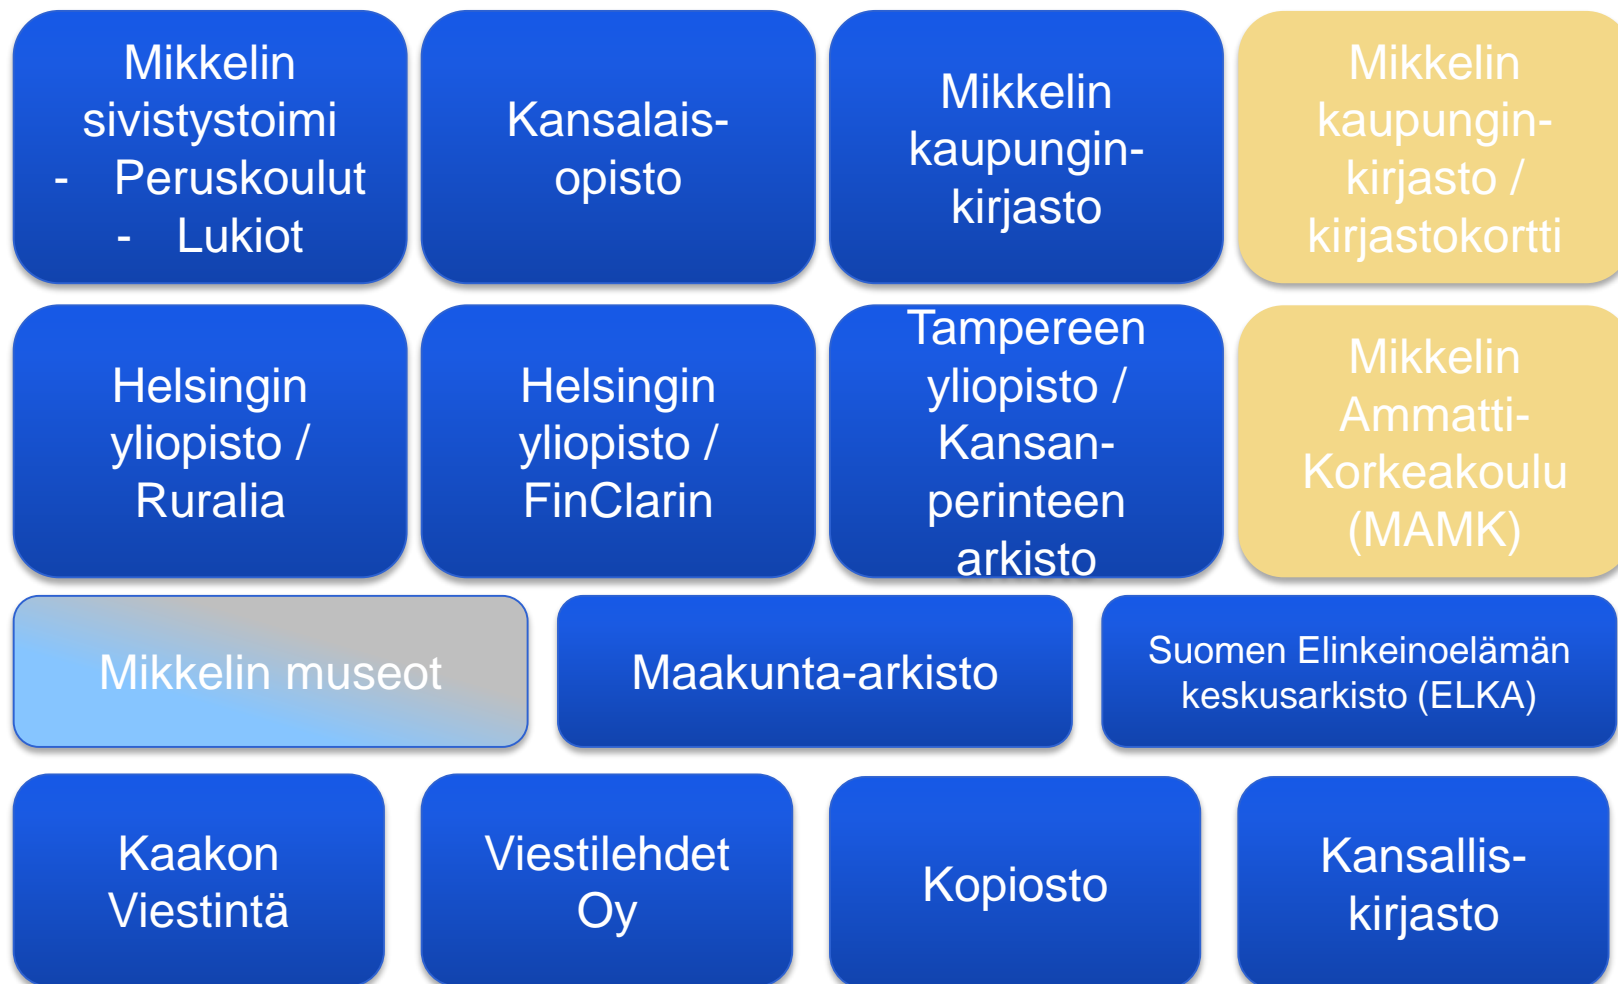 Mikkelin
sivistystoimi
- Peruskoulut
- Lukiot
Kansalais-
opisto
Mikkelin
kaupungin-
kirjasto
Mikkelin
kaupungin-
kirjasto /
kirjastokortti
Helsingin
yliopisto /
Ruralia
Helsingin
yliopisto /
FinClarin
Tampereen
yliopisto /
Kansan-
perinteen
arkisto
Mikkelin
Ammatti-
Korkeakoulu
(MAMK)
Mikkelin museot
Maakunta-arkisto
Suomen Elinkeinoelämän
keskusarkisto (ELKA)
Kaakon
Viestintä
Viestilehdet
Oy
Kopiosto
Kansallis-
kirjasto